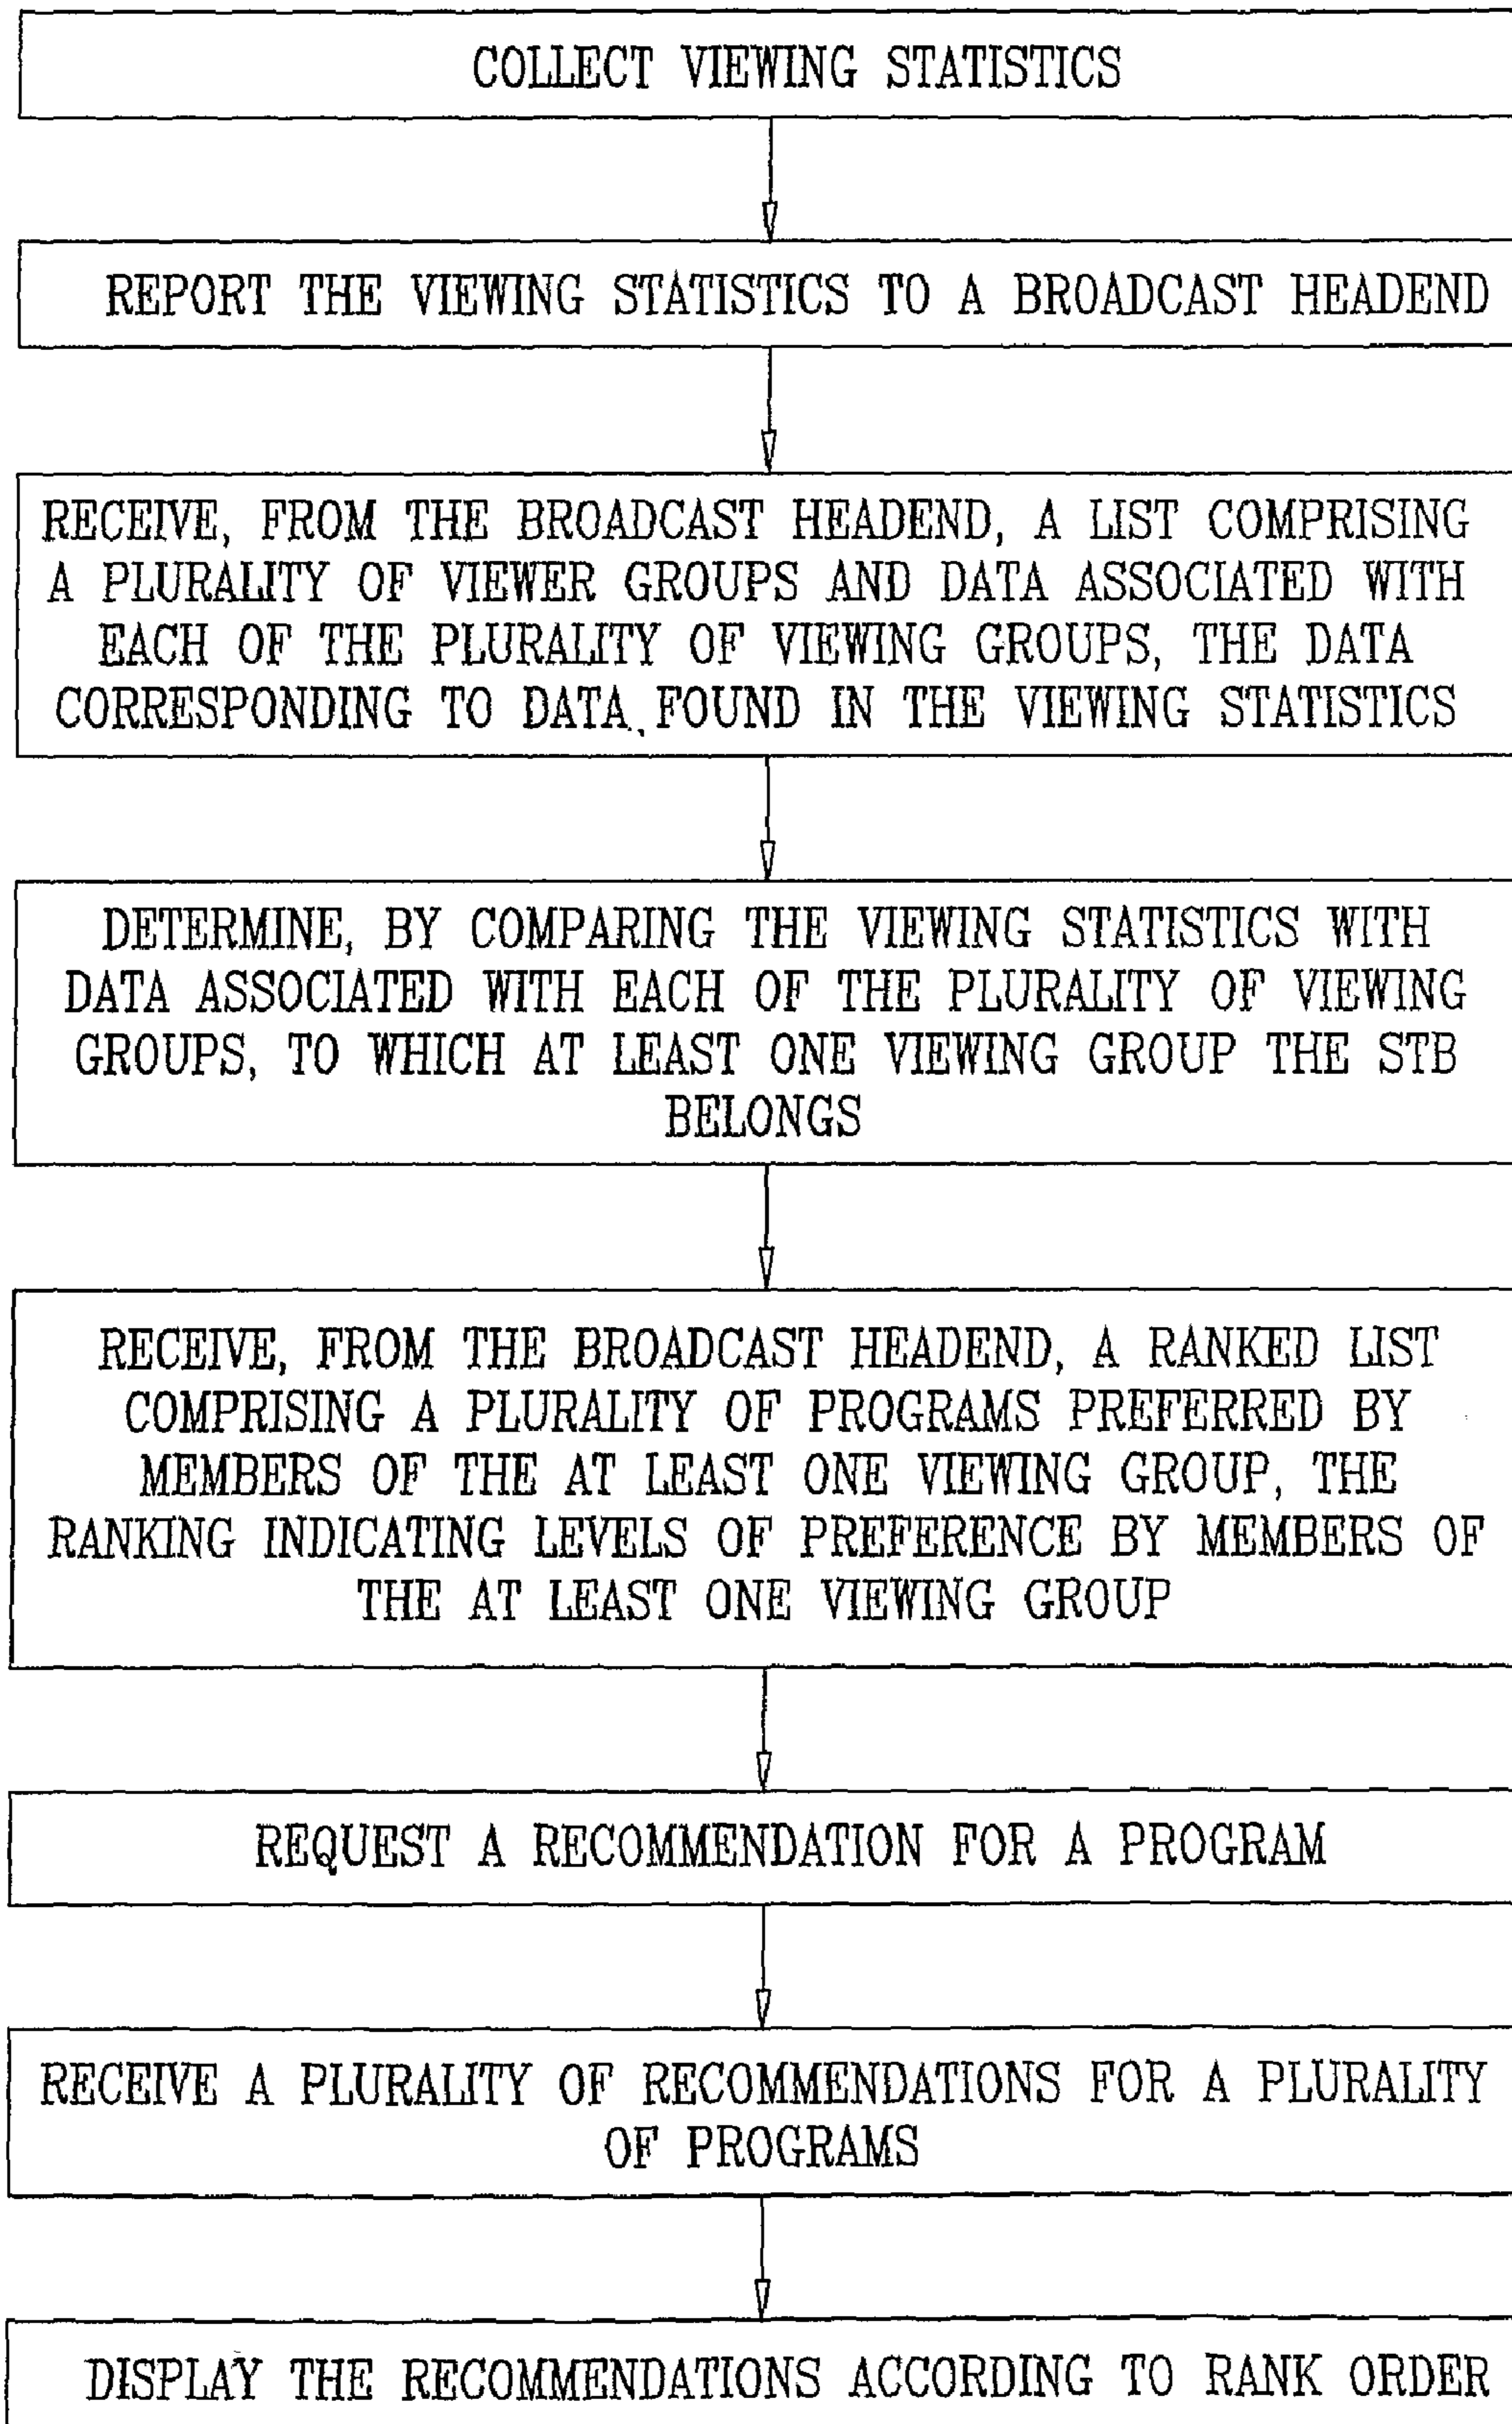 COLLECT VIEWING STATISTICS
REPORT THE VIEWING STATISTICS TO A BROADCAST HEADEND
RECEIVE, FROM THE BROADCAST HEADEND, A LIST COMPRISING
A PLURALITY OF VIEWER GROUPS AND DATA ASSOCIATED WITH
EACH OF THE PLURALITY OF VIEWING GROUPS, THE DATA
CORRESPONDING TO DATA FOUND IN THE VIEWING STATISTICS
DETERMINE, BY COMPARING THE VIEWING STATISTICS WITH
DATA ASSOCIATED WITH EACH OF THE PLURALITY OF VIEWING
GROUPS, TO WHICH AT LEAST ONE VIEWING GROUP THE STB
BELONGS
RECEIVE, FROM THE BROADCAST HEADEND, A RANKED LIST
COMPRISING A PLURALITY OF PROGRAMS PREFERRED BY
MEMBERS OF THE AT LEAST ONE VIEWING GROUP, THE
RANKING INDICATING LEVELS OF PREFERENCE BY MEMBERS OF
THE AT LEAST ONE VIEWING GROUP
REQUEST A RECOMMENDATION FOR A PROGRAM
RECEIVE A PLURALITY OF RECOMMENDATIONS FOR A PLURALITY
OF PROGRAMS
DISPLAY THE RECOMMENDATIONS ACCORDING TO RANK ORDER